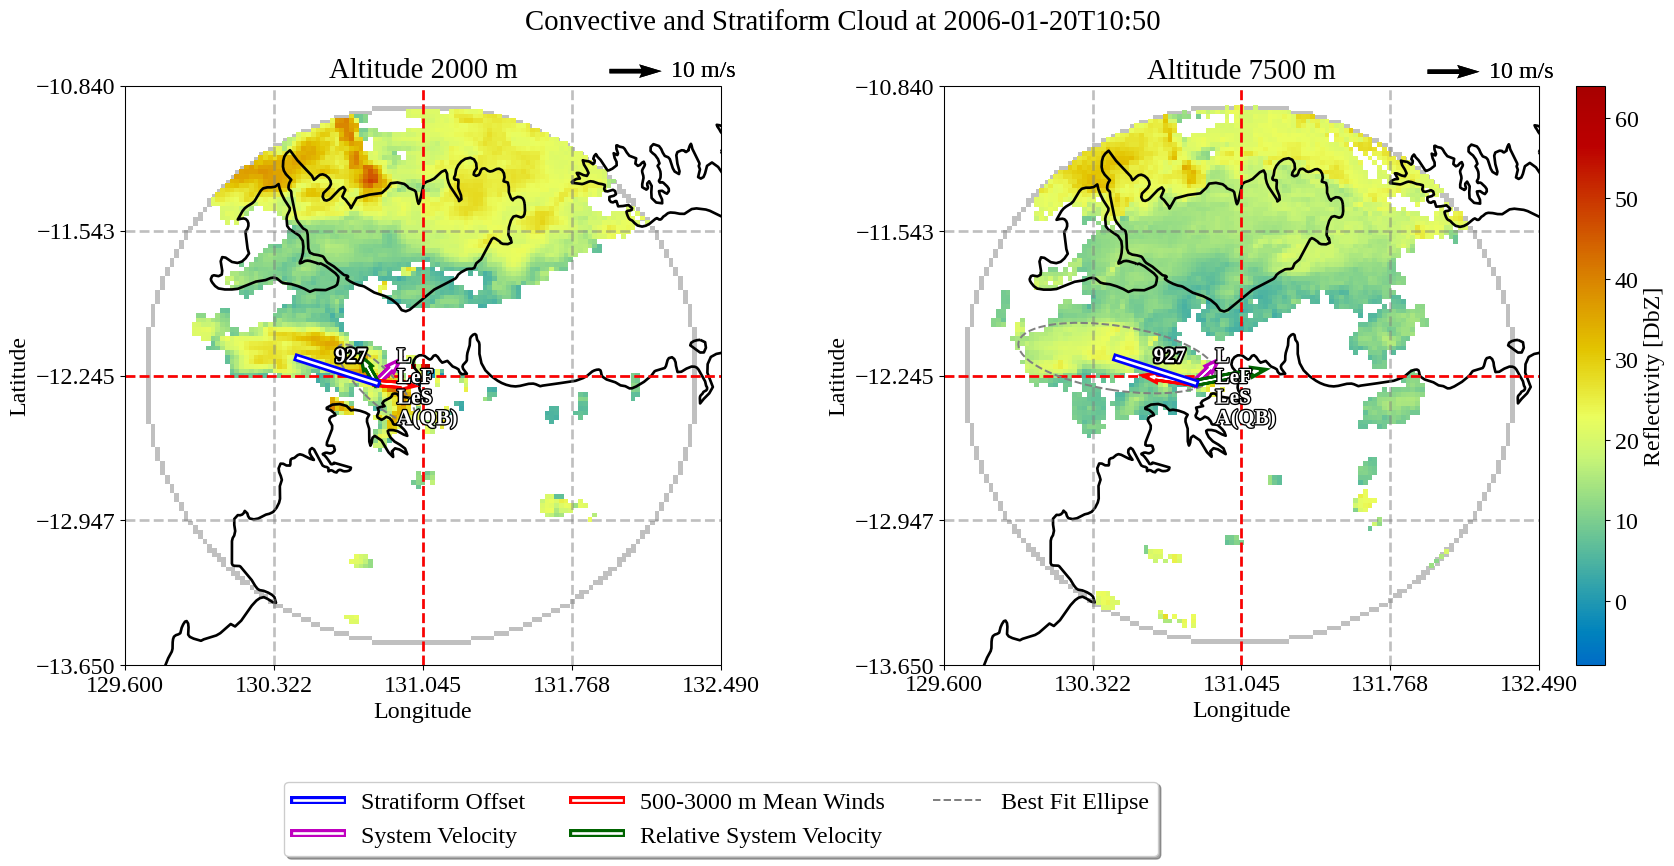 Convective and Stratiform Cloud at 2006-01-20T10:50
Altitude 2000 m
10 m/s
−10.840
−11.543
−12.245
−12.947
−13.650
129.600
130.322
131.045
131.768
132.490
Latitude
Longitude
927
L
LeF
LeS
A(QB)
Altitude 7500 m
10 m/s
−10.840
−11.543
−12.245
−12.947
−13.650
129.600
130.322
131.045
131.768
132.490
Latitude
Longitude
927
L
LeF
LeS
A(QB)
60
50
40
30
20
10
0
Reflectivity [DbZ]
Stratiform Offset
System Velocity
500-3000 m Mean Winds
Relative System Velocity
Best Fit Ellipse